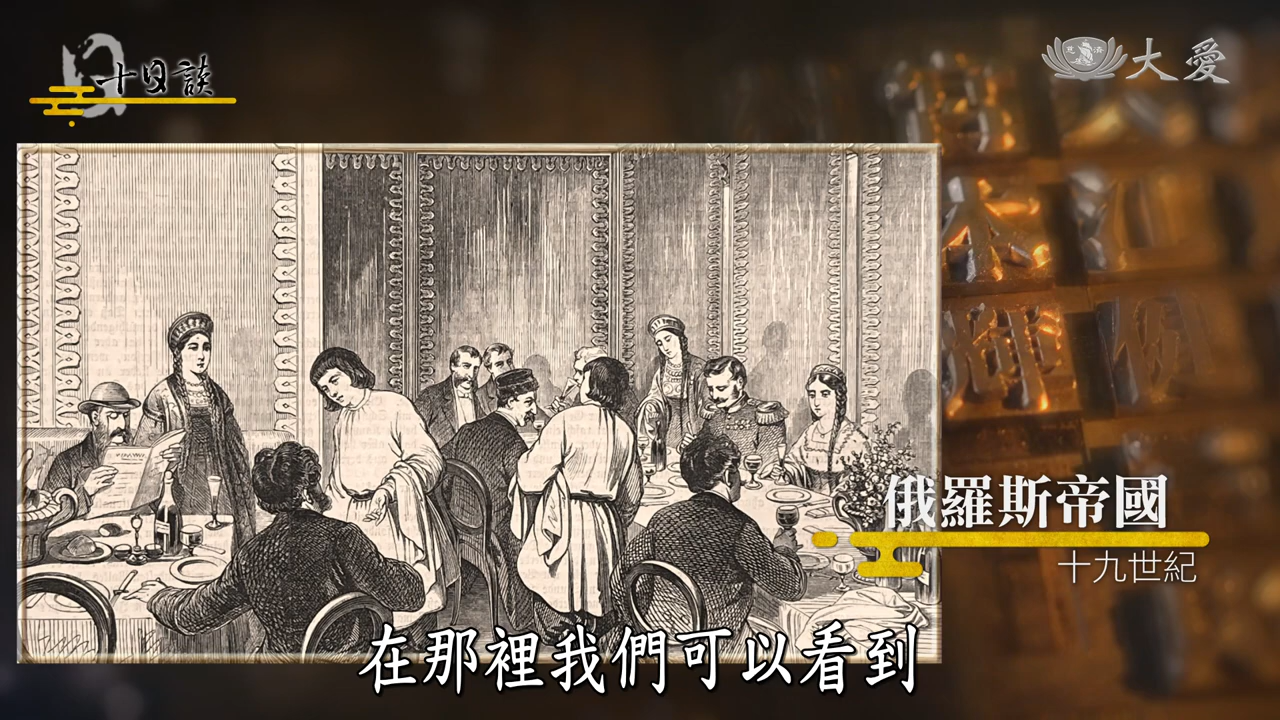 十日談
大愛
俄羅斯帝國
十九世紀
在那裡我們可以看到